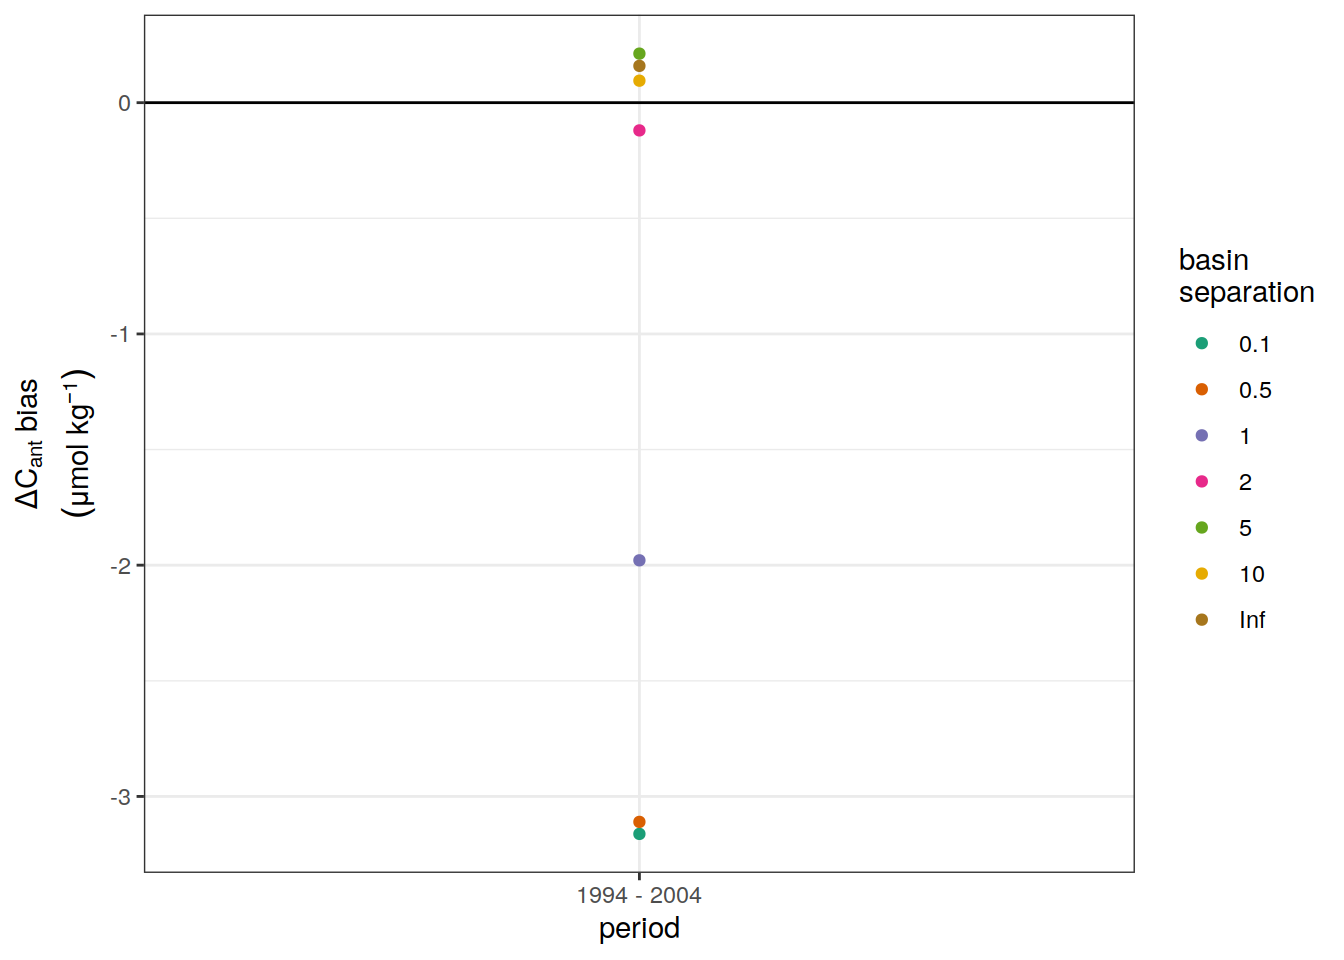 ΔCant bias
(μmol kg⁻¹)
0
-1
-2
-3
1994 - 2004
period
basin
separation
0.1
0.5
1
2
5
10
Inf